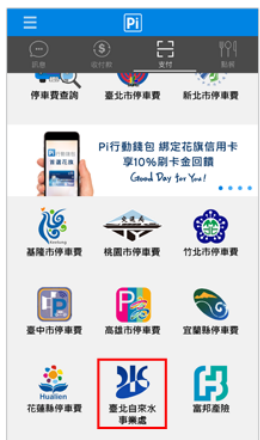 Pi
訊息
收付款
支付
點餐
停車費查詢
臺北市停車費
新北市停車費
Pi行動錢包 綁定花旗信用卡
享10%刷卡金回饋
Good Day for You!
基隆市停車費
桃園市停車費
竹北市停車費
臺中市停車費
高雄市停車費
宜蘭縣停車費
Hualien
花蓮縣停車費
臺北自來水
事業處
富邦產險